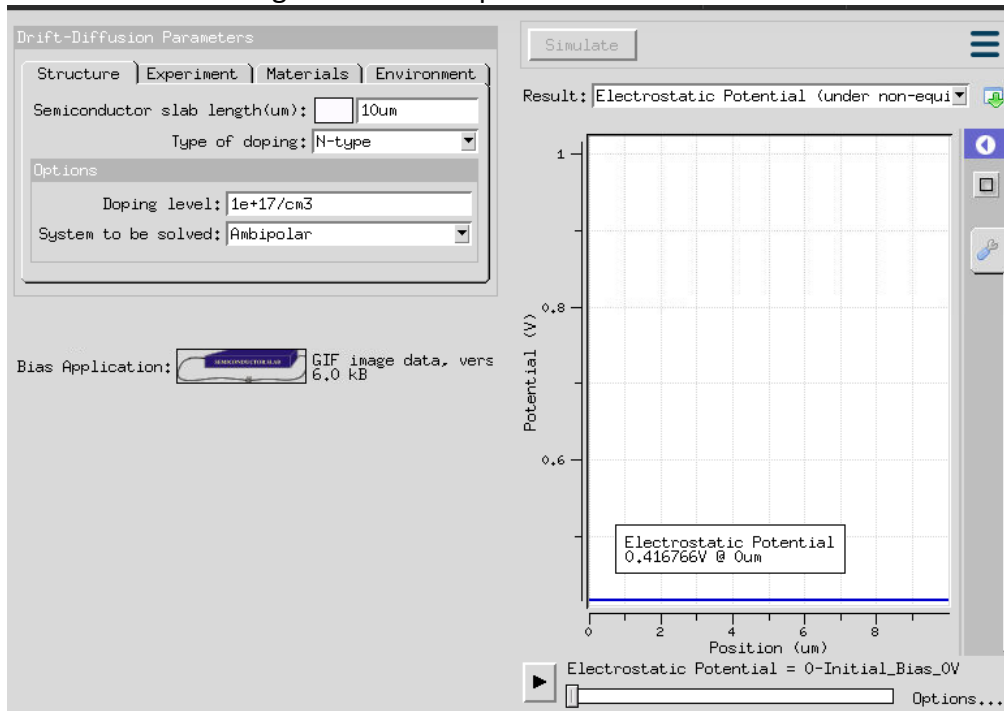 Drift-Diffusion Parameters
Structure Experiment Materials Environment
Semiconductor slab length(um): 10um
Type of doping: N-type
Options
Doping level: 1e+17/cm3
System to be solved: Ambipolar
Bias Application: SEMICONDUCTOR SLAB GIF image data, vers
6.0 kB
Simulate
Result: Electrostatic Potential (under non-equi
1
0.8
0.6
Potential (V)
Electrostatic Potential
0.416766V @ 0um
0 2 4 6 8
Position (um)
Electrostatic Potential = 0-Initial_Bias_0V
Options...